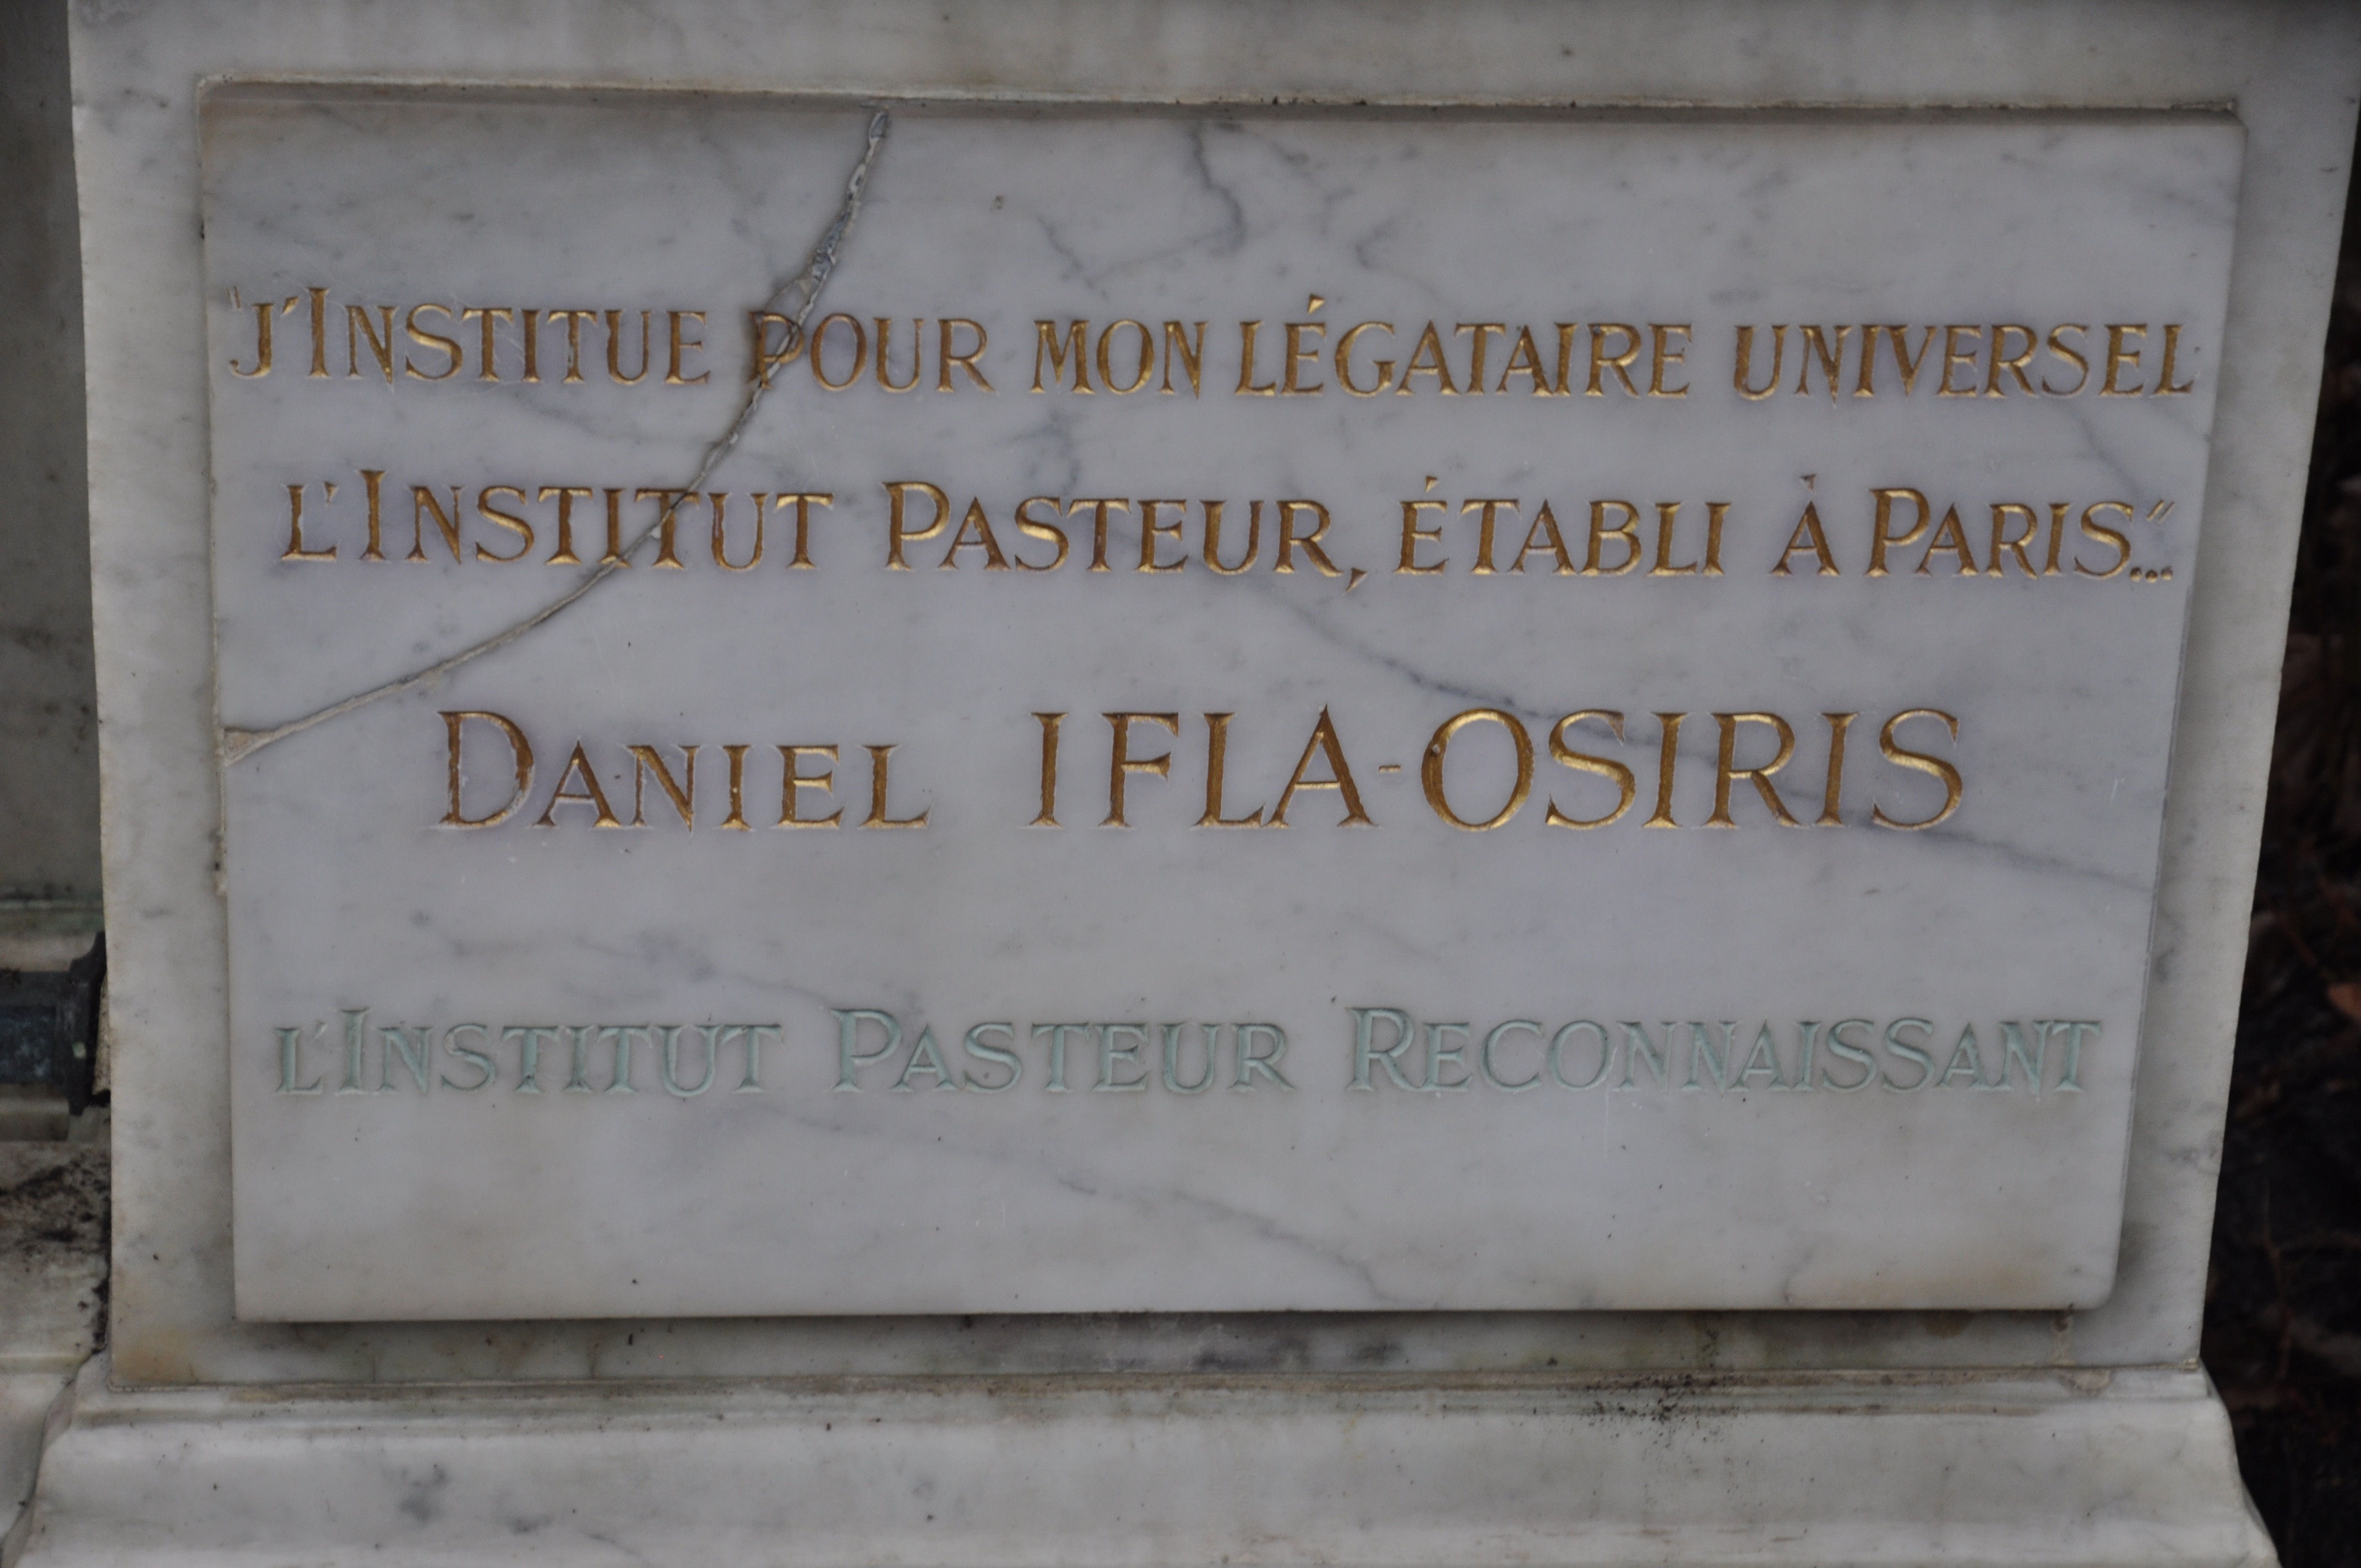 "J'INSTITUE POUR MON LÉGATAIRE UNIVERSEL
L'INSTITUT PASTEUR, ÉTABLI À PARIS..."
DANIEL IFLA-OSIRIS
L'INSTITUT PASTEUR RECONNAISSANT